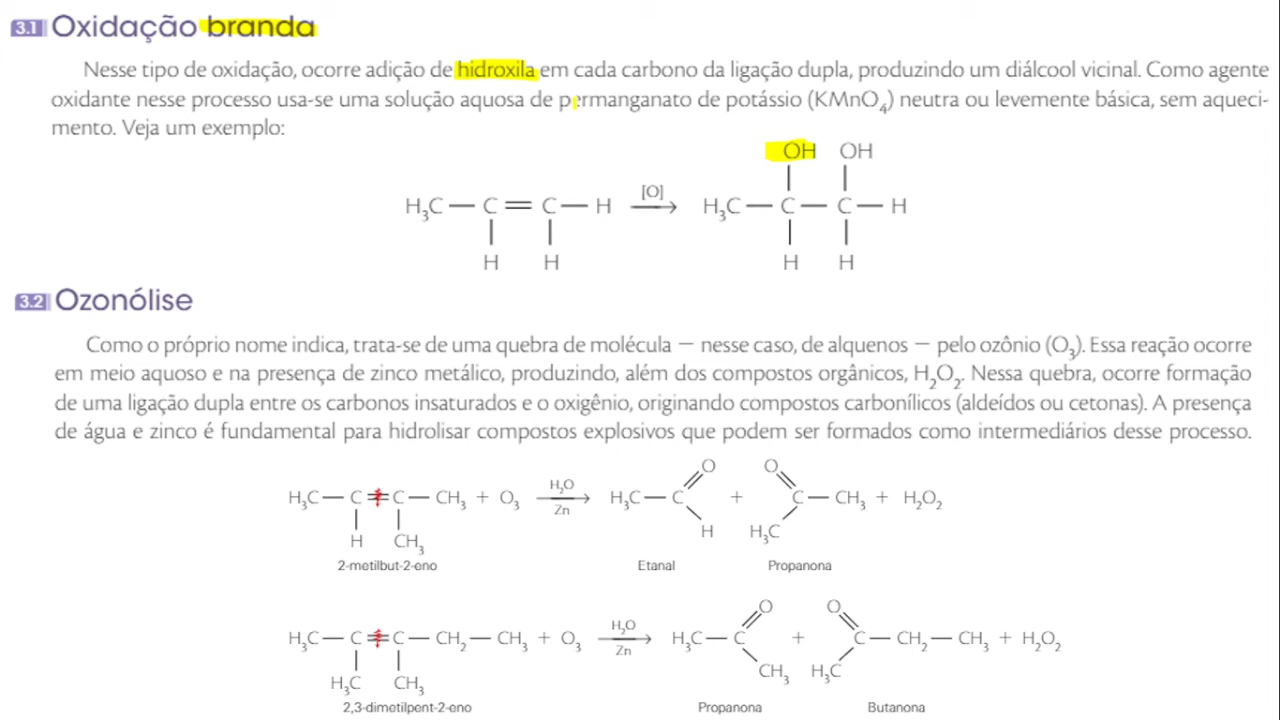 3.1 Oxidação branda
Nesse tipo de oxidação, ocorre adição de hidroxila em cada carbono da ligação dupla, produzindo um diálcool vicinal. Como agente
oxidante nesse processo usa-se uma solução aquosa de permanganato de potássio (KMnO₄) neutra ou levemente básica, sem aqueci-
mento. Veja um exemplo:
OH OH
H₃C — C = C — H [O] → H₃C — C — C — H
H H H H
3.2 Ozonólise
Como o próprio nome indica, trata-se de uma quebra de molécula — nesse caso, de alquenos — pelo ozônio (O₃). Essa reação ocorre
em meio aquoso e na presença de zinco metálico, produzindo, além dos compostos orgânicos, H₂O₂. Nessa quebra, ocorre formação
de uma ligação dupla entre os carbonos insaturados e o oxigênio, originando compostos carbonílicos (aldeídos ou cetonas). A presença
de água e zinco é fundamental para hidrolisar compostos explosivos que podem ser formados como intermediários desse processo.
O O
H₃C — C = C — CH₃ + O₃ H₂O → Zn H₃C — C + C — CH₃ + H₂O₂
H CH₃ H H₃C
2-metilbut-2-eno Etanal Propanona
O O
H₃C — C = C — CH₂ — CH₃ + O₃ H₂O → Zn H₃C — C + C — CH₂ — CH₃ + H₂O₂
H₃C CH₃ CH₃ H₃C
2,3-dimetilpent-2-eno Propanona Butanona